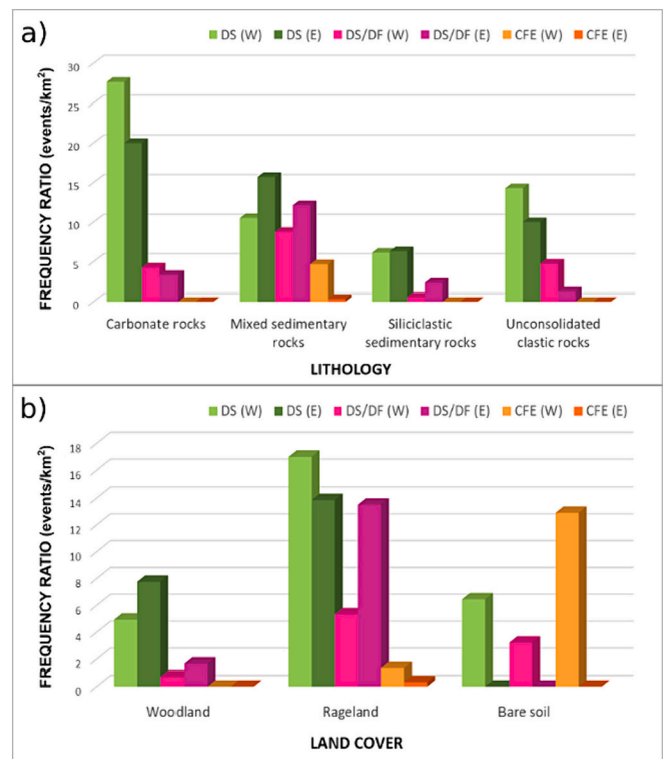 a)
DS (W) DS (E) DS/DF (W) DS/DF (E) CFE (W) CFE (E)
FREQUENCY RATIO (events/km²)
30
25
20
15
10
5
0
Carbonate rocks Mixed sedimentary rocks Siliciclastic sedimentary rocks Unconsolidated clastic rocks
LITHOLOGY
b)
DS (W) DS (E) DS/DF (W) DS/DF (E) CFE (W) CFE (E)
FREQUENCY RATIO (events/km²)
18
16
14
12
10
8
6
4
2
0
Woodland Rageland Bare soil
LAND COVER